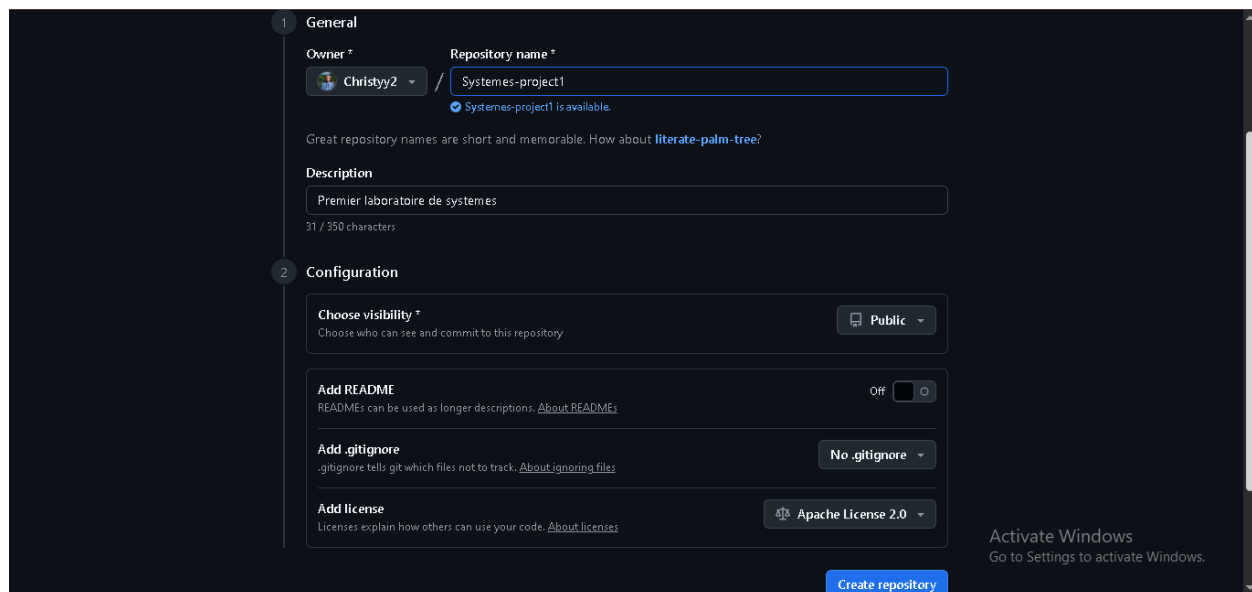 1 General
Owner * Repository name *
Christyy2 / Systemes-project1
Systemes-project1 is available.
Great repository names are short and memorable. How about literate-palm-tree?
Description
Premier laboratoire de systemes
31 / 350 characters
2 Configuration
Choose visibility * Public
Choose who can see and commit to this repository
Add README Off
READMEs can be used as longer descriptions. About READMEs
Add .gitignore No .gitignore
.gitignore tells git which files not to track. About ignoring files
Add license Apache License 2.0
Licenses explain how others can use your code. About licenses
Activate Windows
Go to Settings to activate Windows.
Create repository